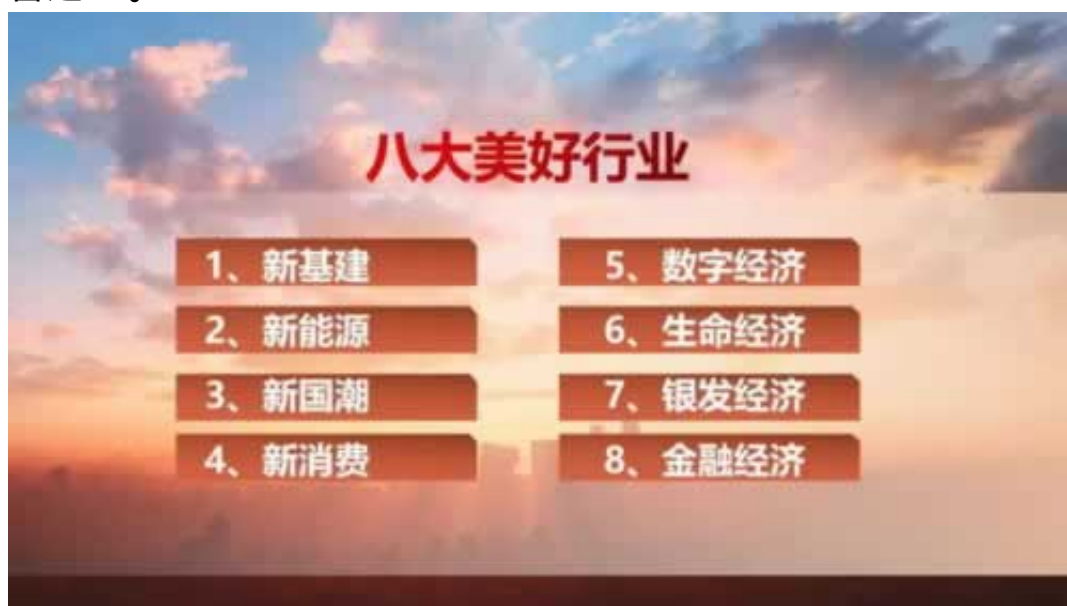 八大美好行业
1、新基建
2、新能源
3、新国潮
4、新消费
5、数字经济
6、生命经济
7、银发经济
8、金融经济